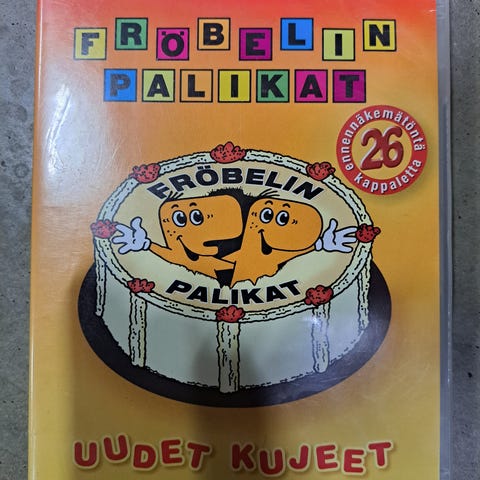 FRÖBELIN
PALIKAT
ennennäkemätöntä
26
kappaletta
FRÖBELIN
PALIKAT
UUDET KUJEET